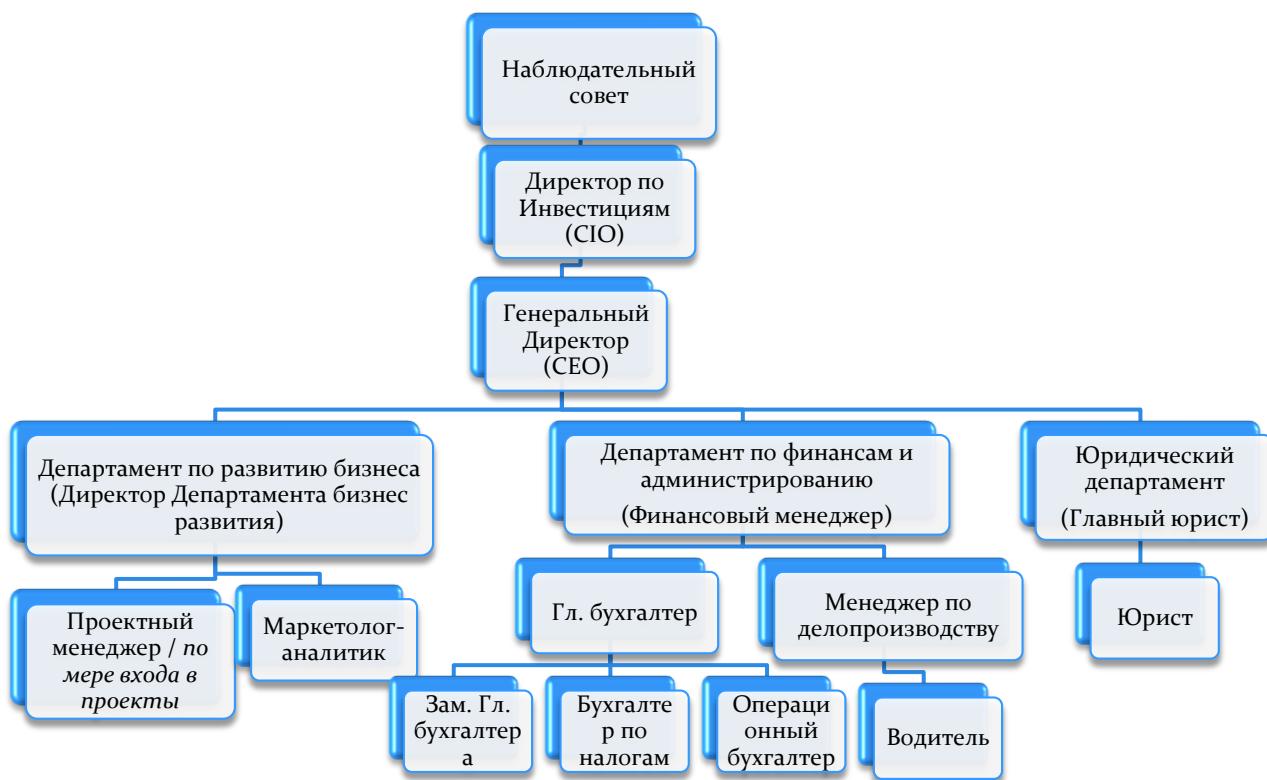 Наблюдательный
совет
Директор по
Инвестициям
(CIO)
Генеральный
Директор
(CEO)
Департамент по развитию бизнеса
(Директор Департамента бизнес
развития)
Департамент по финансам и
администрированию
(Финансовый менеджер)
Юридический
департамент
(Главный юрист)
Проектный
менеджер / по
мере входа в
проекты
Маркетолог-
аналитик
Гл. бухгалтер
Менеджер по
делопроизводству
Юрист
Зам. Гл.
бухгалтер
а
Бухгалте
р по
налогам
Операци
онный
бухгалтер
Водитель